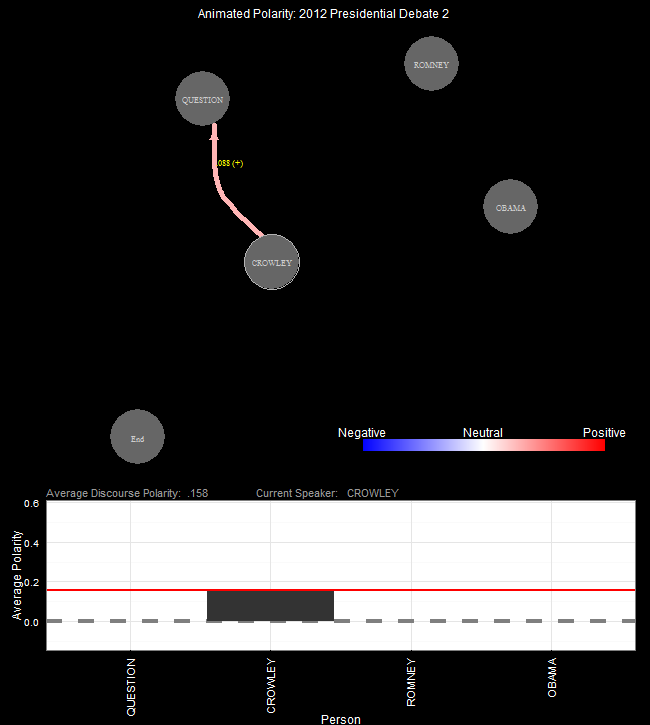 Animated Polarity: 2012 Presidential Debate 2
ROMNEY
QUESTION
(+)
OBAMA
CROWLEY
End
Negative Neutral Positive
Average Discourse Polarity: .158 Current Speaker: CROWLEY
0.6
0.4
0.2
0.0
Average Polarity
QUESTION
CROWLEY
ROMNEY
OBAMA
Person